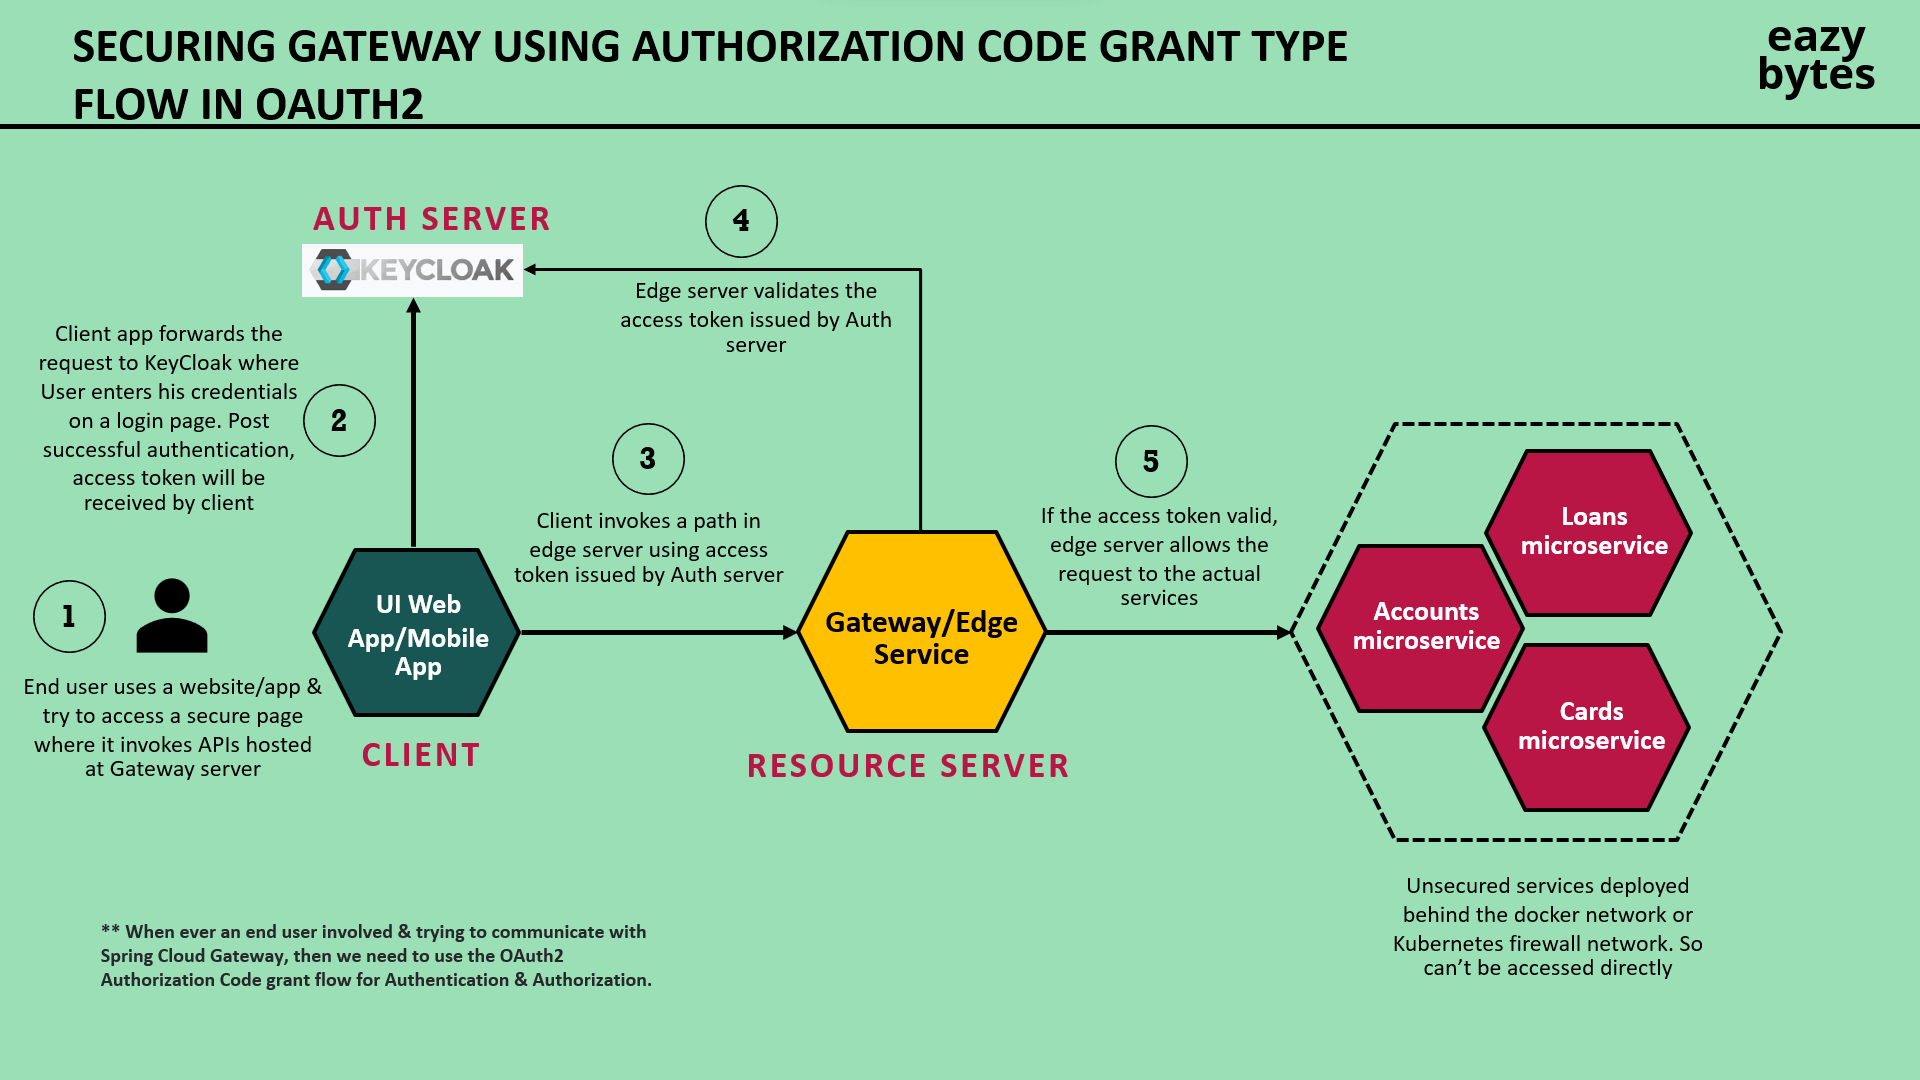 SECURING GATEWAY USING AUTHORIZATION CODE GRANT TYPE
FLOW IN OAUTH2
eazy
bytes
AUTH SERVER
KEYCLOAK
4
Edge server validates the
access token issued by Auth
server
Client app forwards the
request to KeyCloak where
User enters his credentials
on a login page. Post
successful authentication,
access token will be
received by client
2
3
Client invokes a path in
edge server using access
token issued by Auth server
5
If the access token valid,
edge server allows the
request to the actual
services
1
End user uses a website/app &
try to access a secure page
where it invokes APIs hosted
at Gateway server
UI Web
App/Mobile
App
CLIENT
Gateway/Edge
Service
RESOURCE SERVER
Loans
microservice
Accounts
microservice
Cards
microservice
Unsecured services deployed
behind the docker network or
Kubernetes firewall network. So
can’t be accessed directly
** When ever an end user involved & trying to communicate with
Spring Cloud Gateway, then we need to use the OAuth2
Authorization Code grant flow for Authentication & Authorization.